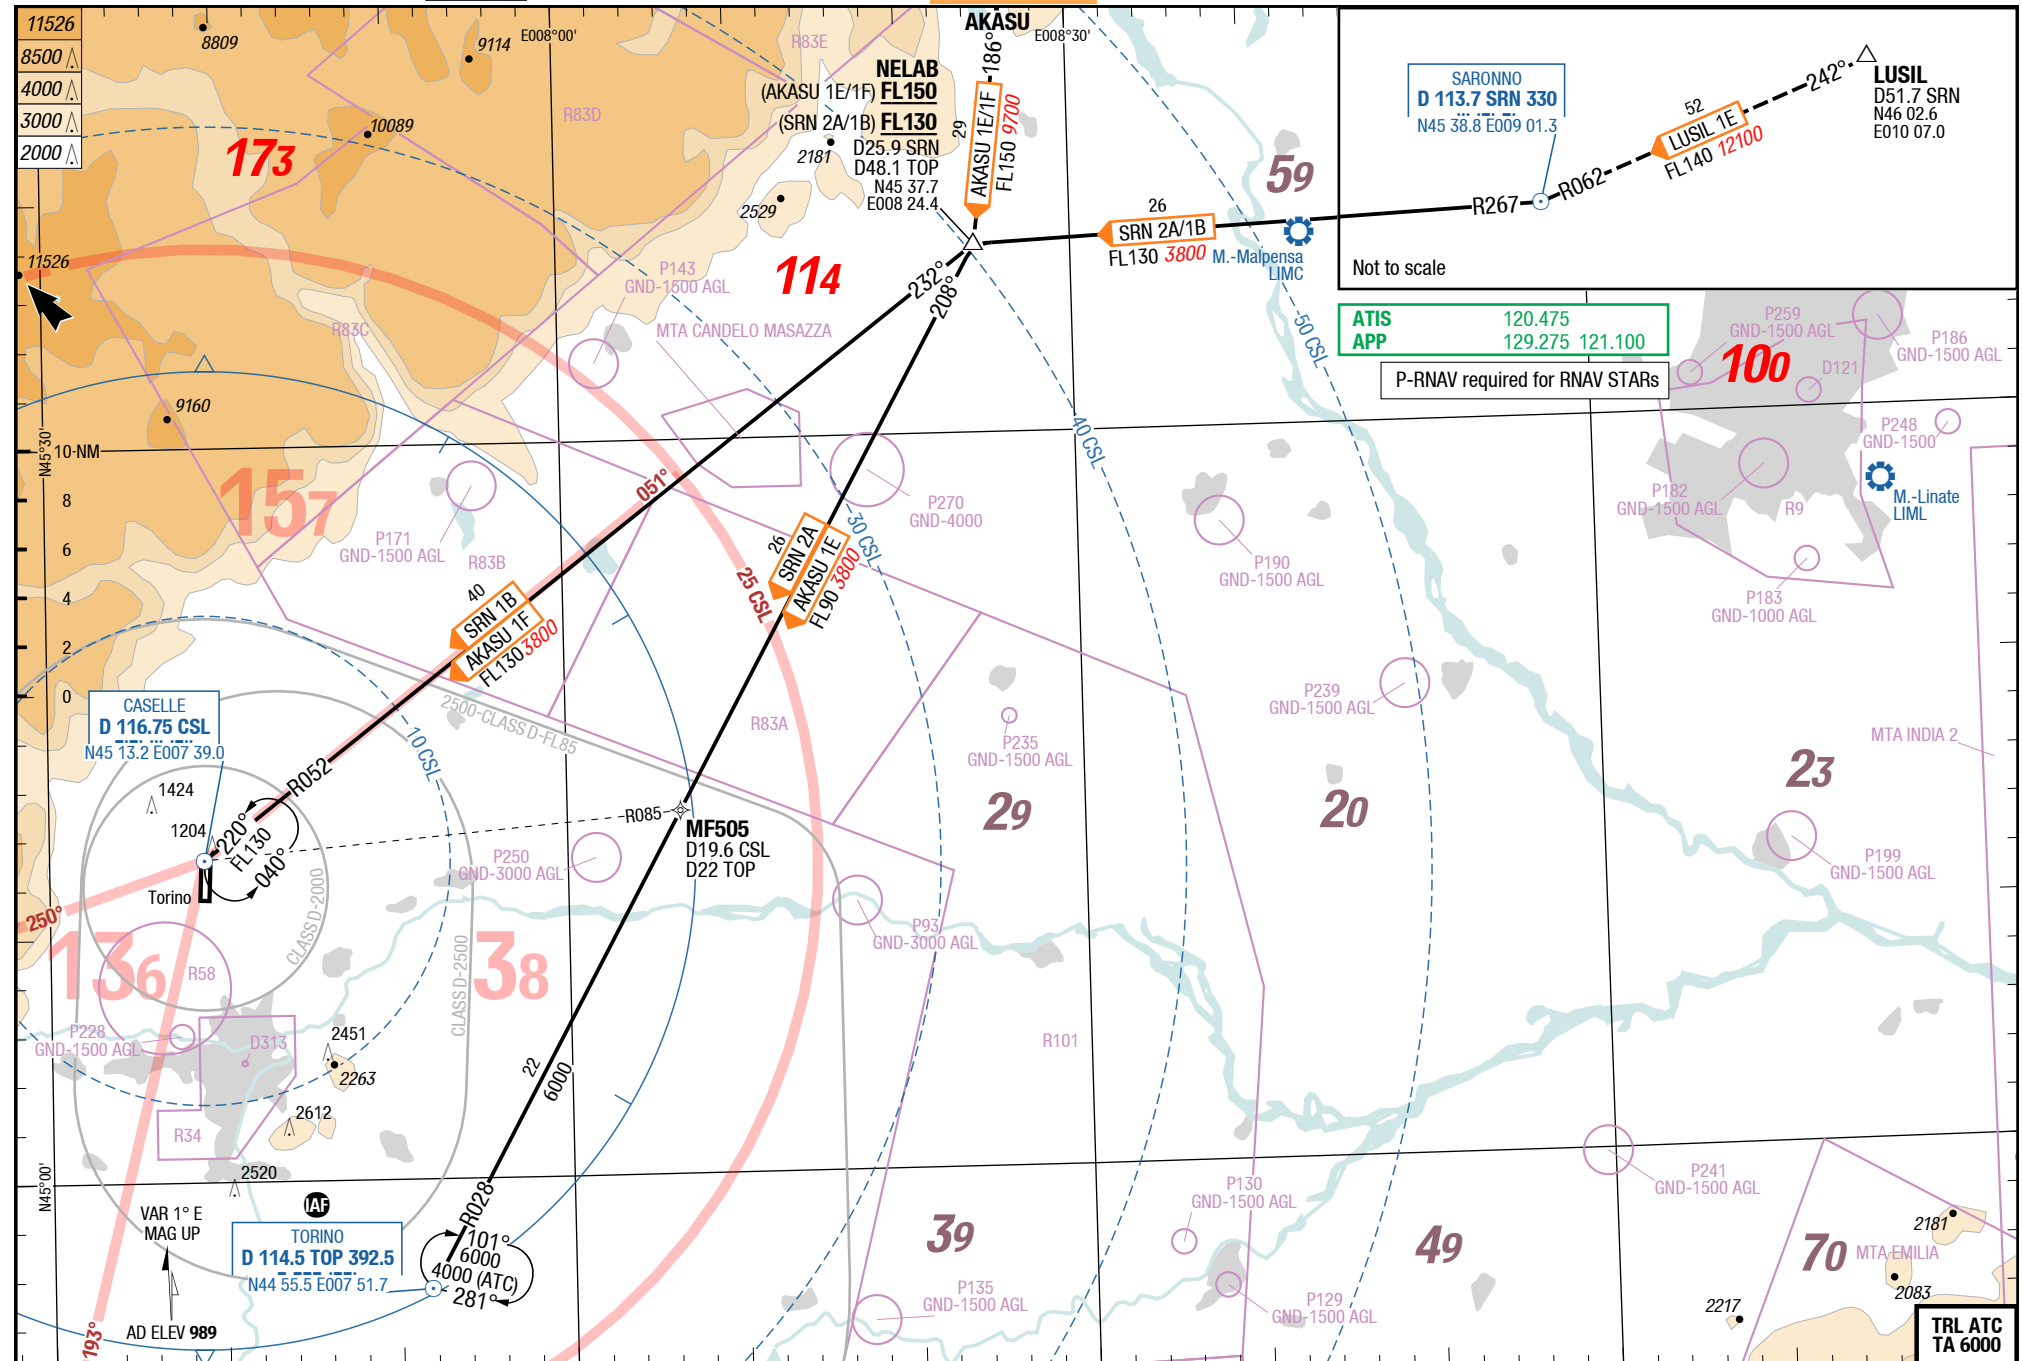 11526
8500
4000
3000
2000
8809
9114
E008°00'
R83E
AKASU
E008°30'
186°
NELAB
(AKASU 1E/1F) FL150
(SRN 2A/1B) FL130
D25.9 SRN
D48.1 TOP
N45 37.7
E008 24.4
29
AKASU 1E/1F
FL150 9700
R83D
10089
173
2181
2529
59
SARONNO
D 113.7 SRN 330
N45 38.8 E009 01.3
242°
LUSIL
D51.7 SRN
N46 02.6
E010 07.0
52
LUSIL 1E
FL140 12100
R062
R267
Not to scale
26
SRN 2A/1B
FL130 3800
M.-Malpensa
LIMC
11526
R83C
P143
GND-1500 AGL
114
232°
208°
MTA CANDELO MASAZZA
50 CSL
ATIS 120.475
APP 129.275 121.100
P-RNAV required for RNAV STARs
P259
GND-1500 AGL
P186
GND-1500 AGL
100
D121
9160
N45°30'
10-NM
8
6
4
2
0
157
051°
40 CSL
P248
GND-1500
P182
GND-1500 AGL
R9
M.-Linate
LIML
P171
GND-1500 AGL
R83B
P270
GND-4000
30 CSL
26
SRN 2A
AKASU 1E
FL90 3800
25 CSL
P190
GND-1500 AGL
P183
GND-1000 AGL
40
SRN 1B
AKASU 1F
FL130 3800
CASELLE
D 116.75 CSL
N45 13.2 E007 39.0
10 CSL
2500-CLASS D-FL85
R83A
P239
GND-1500 AGL
P235
GND-1500 AGL
MTA INDIA 2
23
R052
1424
1204
220°
FL130
040°
R085
MF505
D19.6 CSL
D22 TOP
29
20
P250
GND-3000 AGL
P199
GND-1500 AGL
Torino
CLASS D-2000
250°
136
R58
38
CLASS D-2500
P93
GND-3000 AGL
P228
GND-1500 AGL
D313
2451
2263
R101
22
6000
2612
R34
2520
N45°00'
R028
P130
GND-1500 AGL
P241
GND-1500 AGL
IAF
VAR 1° E
MAG UP
TORINO
D 114.5 TOP 392.5
N44 55.5 E007 51.7
101°
6000
4000 (ATC)
281°
39
49
70
2181
MTA EMILIA
2083
2217
P135
GND-1500 AGL
P129
GND-1500 AGL
193°
AD ELEV 989
TRL ATC
TA 6000